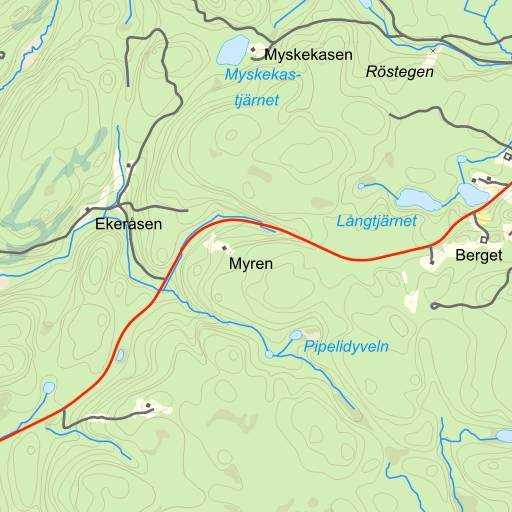 Myskekasen
Myskekas-
tjärnet
Röstegen
Långtjärnet
Ekeråsen
Berget
Myren
Pipelidyveln